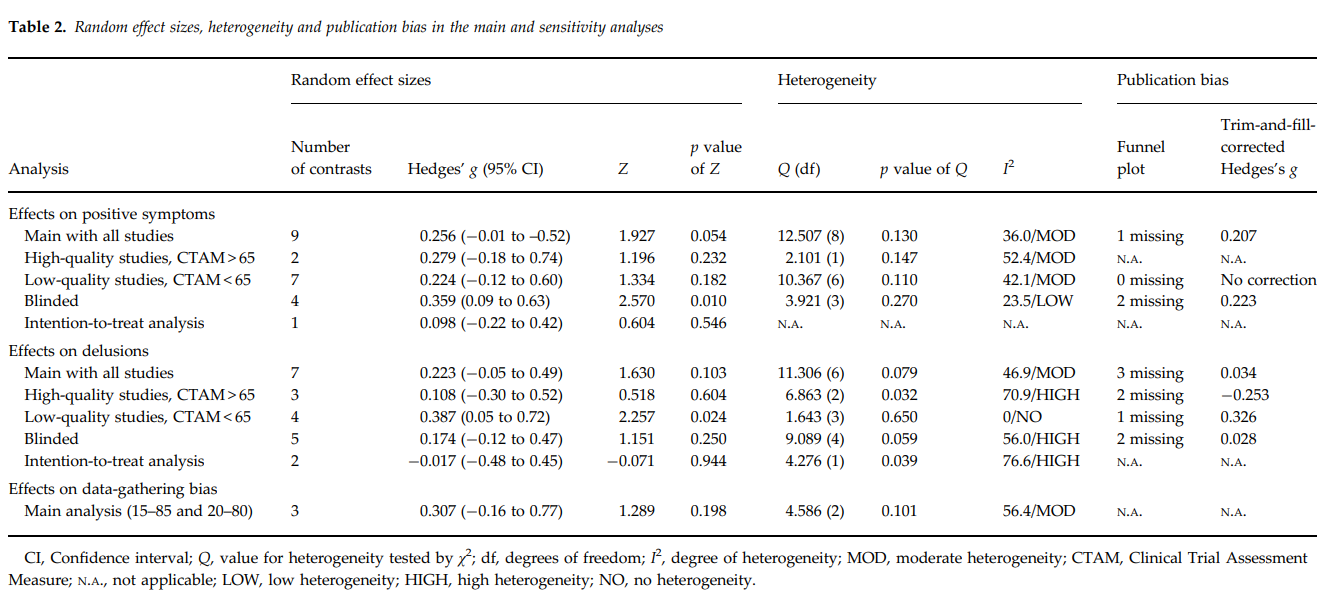 Table 2. Random effect sizes, heterogeneity and publication bias in the main and sensitivity analyses
Random effect sizes Heterogeneity Publication bias
Analysis Number of contrasts Hedges' g (95% CI) Z p value of Z Q (df) p value of Q I² Funnel plot Trim-and-fill-corrected Hedges's g
Effects on positive symptoms
Main with all studies 9 0.256 (−0.01 to –0.52) 1.927 0.054 12.507 (8) 0.130 36.0/MOD 1 missing 0.207
High-quality studies, CTAM > 65 2 0.279 (−0.18 to 0.74) 1.196 0.232 2.101 (1) 0.147 52.4/MOD N.A. N.A.
Low-quality studies, CTAM < 65 7 0.224 (−0.12 to 0.60) 1.334 0.182 10.367 (6) 0.110 42.1/MOD 0 missing No correction
Blinded 4 0.359 (0.09 to 0.63) 2.570 0.010 3.921 (3) 0.270 23.5/LOW 2 missing 0.223
Intention-to-treat analysis 1 0.098 (−0.22 to 0.42) 0.604 0.546 N.A. N.A. N.A. N.A. N.A.
Effects on delusions
Main with all studies 7 0.223 (−0.05 to 0.49) 1.630 0.103 11.306 (6) 0.079 46.9/MOD 3 missing 0.034
High-quality studies, CTAM > 65 3 0.108 (−0.30 to 0.52) 0.518 0.604 6.863 (2) 0.032 70.9/HIGH 2 missing −0.253
Low-quality studies, CTAM < 65 4 0.387 (0.05 to 0.72) 2.257 0.024 1.643 (3) 0.650 0/NO 1 missing 0.326
Blinded 5 0.174 (−0.12 to 0.47) 1.151 0.250 9.089 (4) 0.059 56.0/HIGH 2 missing 0.028
Intention-to-treat analysis 2 −0.017 (−0.48 to 0.45) −0.071 0.944 4.276 (1) 0.039 76.6/HIGH N.A. N.A.
Effects on data-gathering bias
Main analysis (15–85 and 20–80) 3 0.307 (−0.16 to 0.77) 1.289 0.198 4.586 (2) 0.101 56.4/MOD N.A. N.A.
CI, Confidence interval; Q, value for heterogeneity tested by χ²; df, degrees of freedom; I², degree of heterogeneity; MOD, moderate heterogeneity; CTAM, Clinical Trial Assessment
Measure; N.A., not applicable; LOW, low heterogeneity; HIGH, high heterogeneity; NO, no heterogeneity.